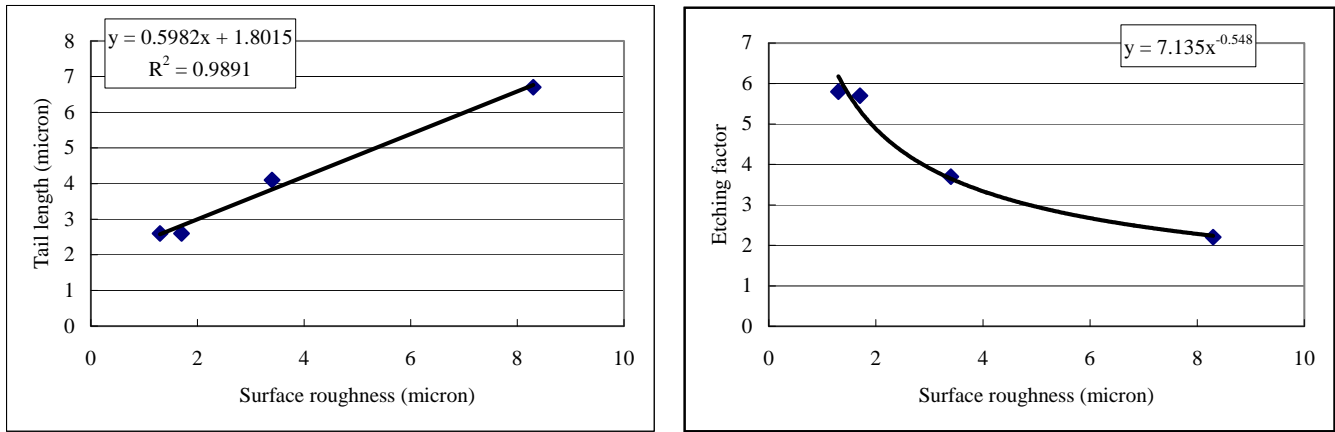 y = 0.5982x + 1.8015
R² = 0.9891
8
7
6
5
4
3
2
1
0
Tail length (micron)
0 2 4 6 8 10
Surface roughness (micron)
y = 7.135x⁻⁰·⁵⁴⁸
7
6
5
4
3
2
1
0
Etching factor
0 2 4 6 8 10
Surface roughness (micron)